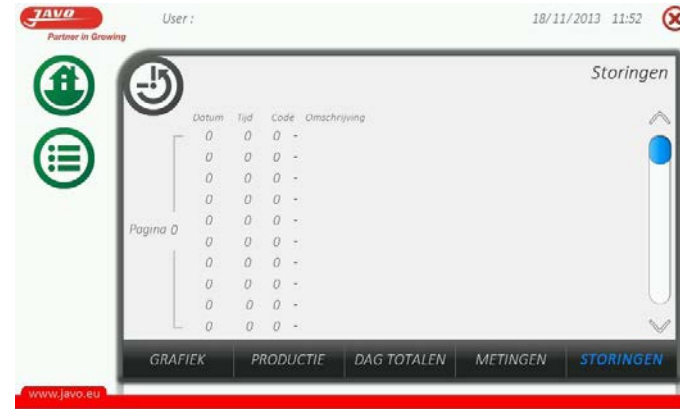 JAVO
Partner in Growing
User :
18/11/2013 11:52
Storingen
Datum Tijd Code Omschrijving
0 0 0 -
0 0 0 -
0 0 0 -
0 0 0 -
Pagina 0
0 0 0 -
0 0 0 -
0 0 0 -
0 0 0 -
0 0 0 -
0 0 0 -
GRAFIEK PRODUCTIE DAG TOTALEN METINGEN STORINGEN
www.javo.eu